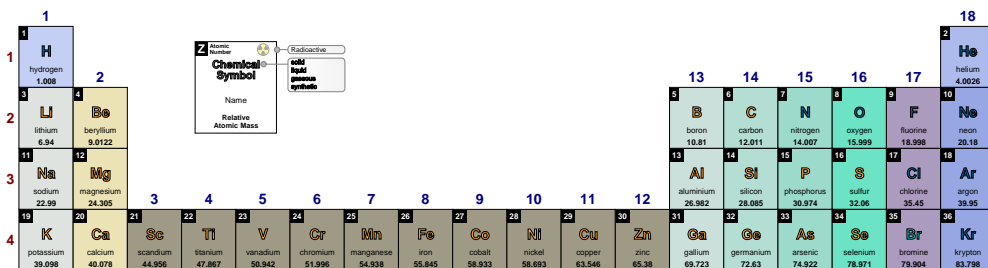 1
18
1
H
hydrogen
1.008
Z Atomic Number
Radioactive
Chemical Symbol
solid
liquid
gaseous
synthetic
Name
Relative Atomic Mass
2
He
helium
4.0026
1
2
13 14 15 16 17
3
Li
lithium
6.94
4
Be
beryllium
9.0122
5
B
boron
10.81
6
C
carbon
12.011
7
N
nitrogen
14.007
8
O
oxygen
15.999
9
F
fluorine
18.998
10
Ne
neon
20.18
2
11
Na
sodium
22.99
12
Mg
magnesium
24.305
13
Al
aluminium
26.982
14
Si
silicon
28.085
15
P
phosphorus
30.974
16
S
sulfur
32.06
17
Cl
chlorine
35.45
18
Ar
argon
39.95
3
3 4 5 6 7 8 9 10 11 12
19
K
potassium
39.098
20
Ca
calcium
40.078
21
Sc
scandium
44.956
22
Ti
titanium
47.867
23
V
vanadium
50.942
24
Cr
chromium
51.996
25
Mn
manganese
54.938
26
Fe
iron
55.845
27
Co
cobalt
58.933
28
Ni
nickel
58.693
29
Cu
copper
63.546
30
Zn
zinc
65.38
31
Ga
gallium
69.723
32
Ge
germanium
72.63
33
As
arsenic
74.922
34
Se
selenium
78.971
35
Br
bromine
79.904
36
Kr
krypton
83.798
4